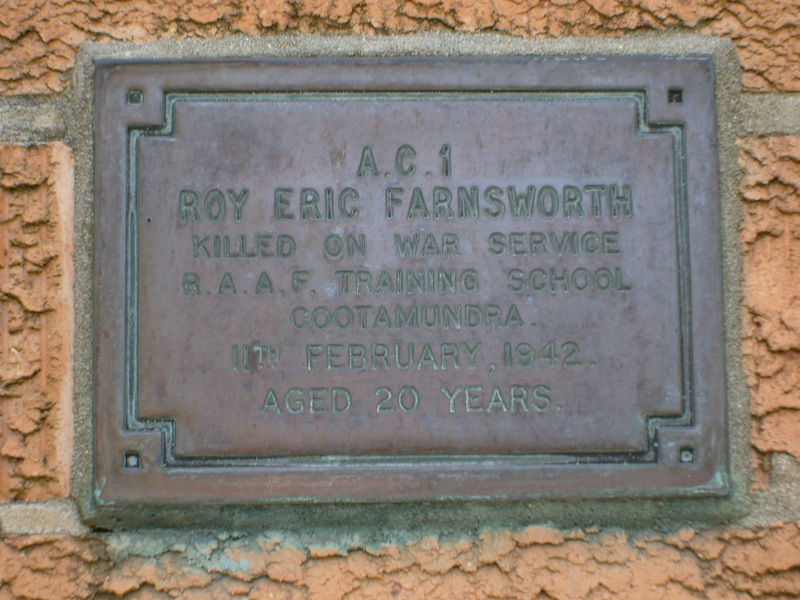 A.C.1
ROY ERIC FARNSWORTH
KILLED ON WAR SERVICE
R.A.A.F. TRAINING SCHOOL
COOTAMUNDRA.
11TH FEBRUARY, 1942.
AGED 20 YEARS.